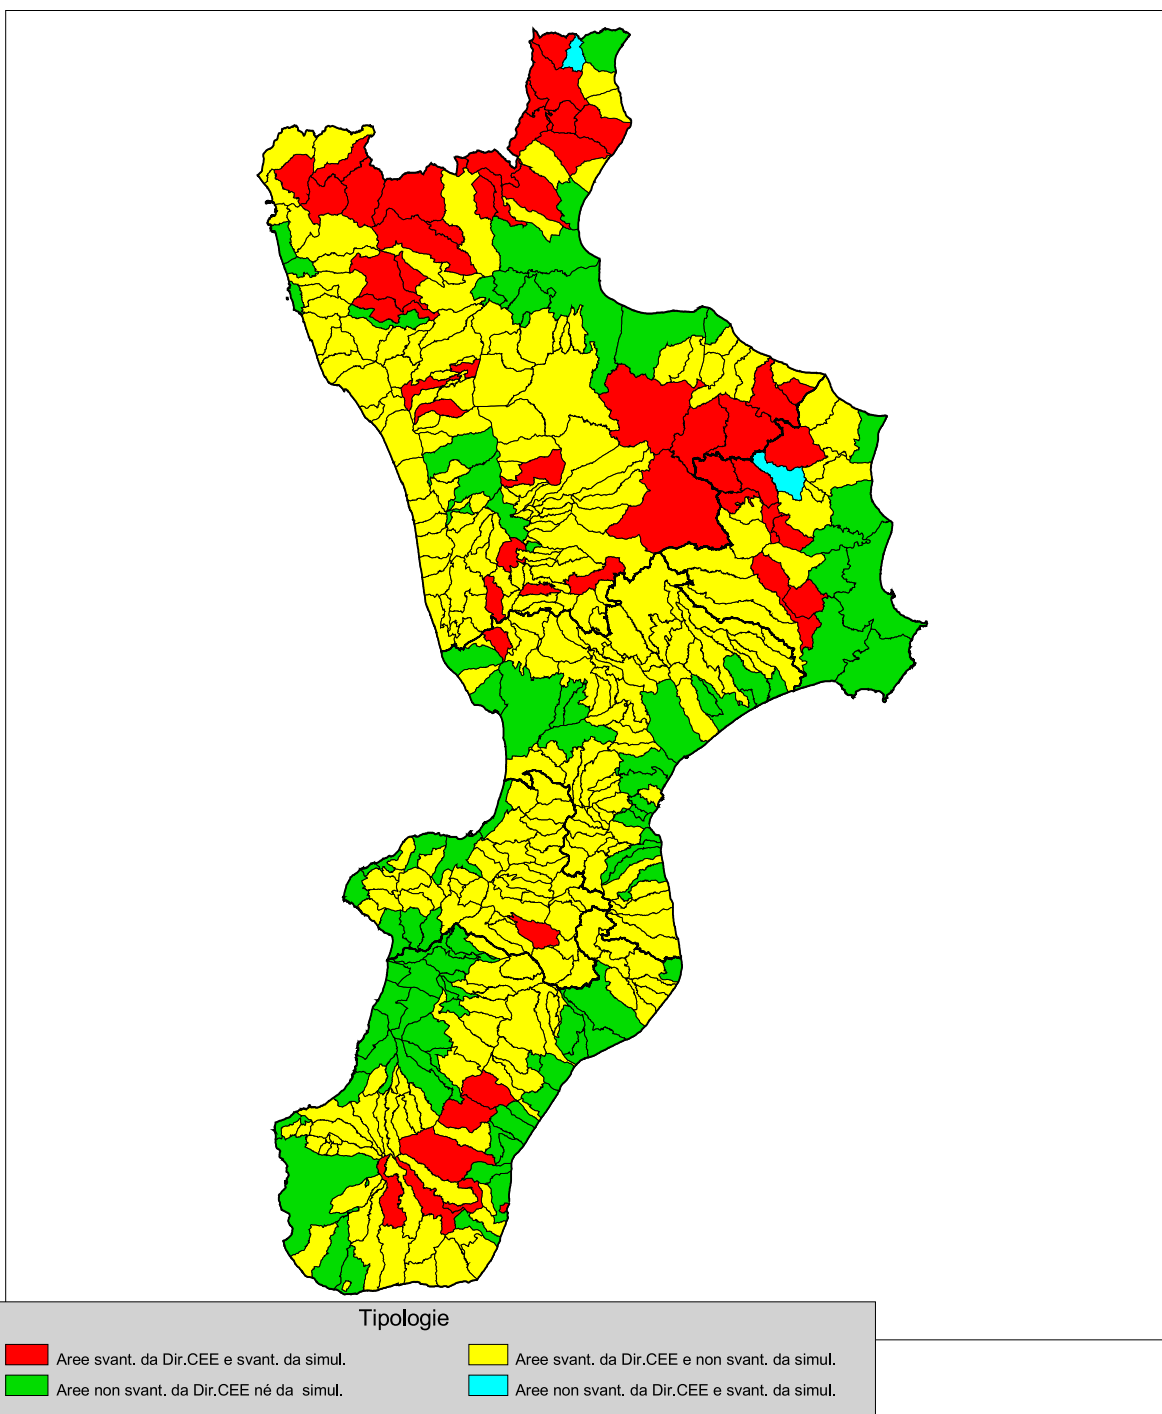 Tipologie
Aree svant. da Dir.CEE e svant. da simul.
Aree svant. da Dir.CEE e non svant. da simul.
Aree non svant. da Dir.CEE né da simul.
Aree non svant. da Dir.CEE e svant. da simul.